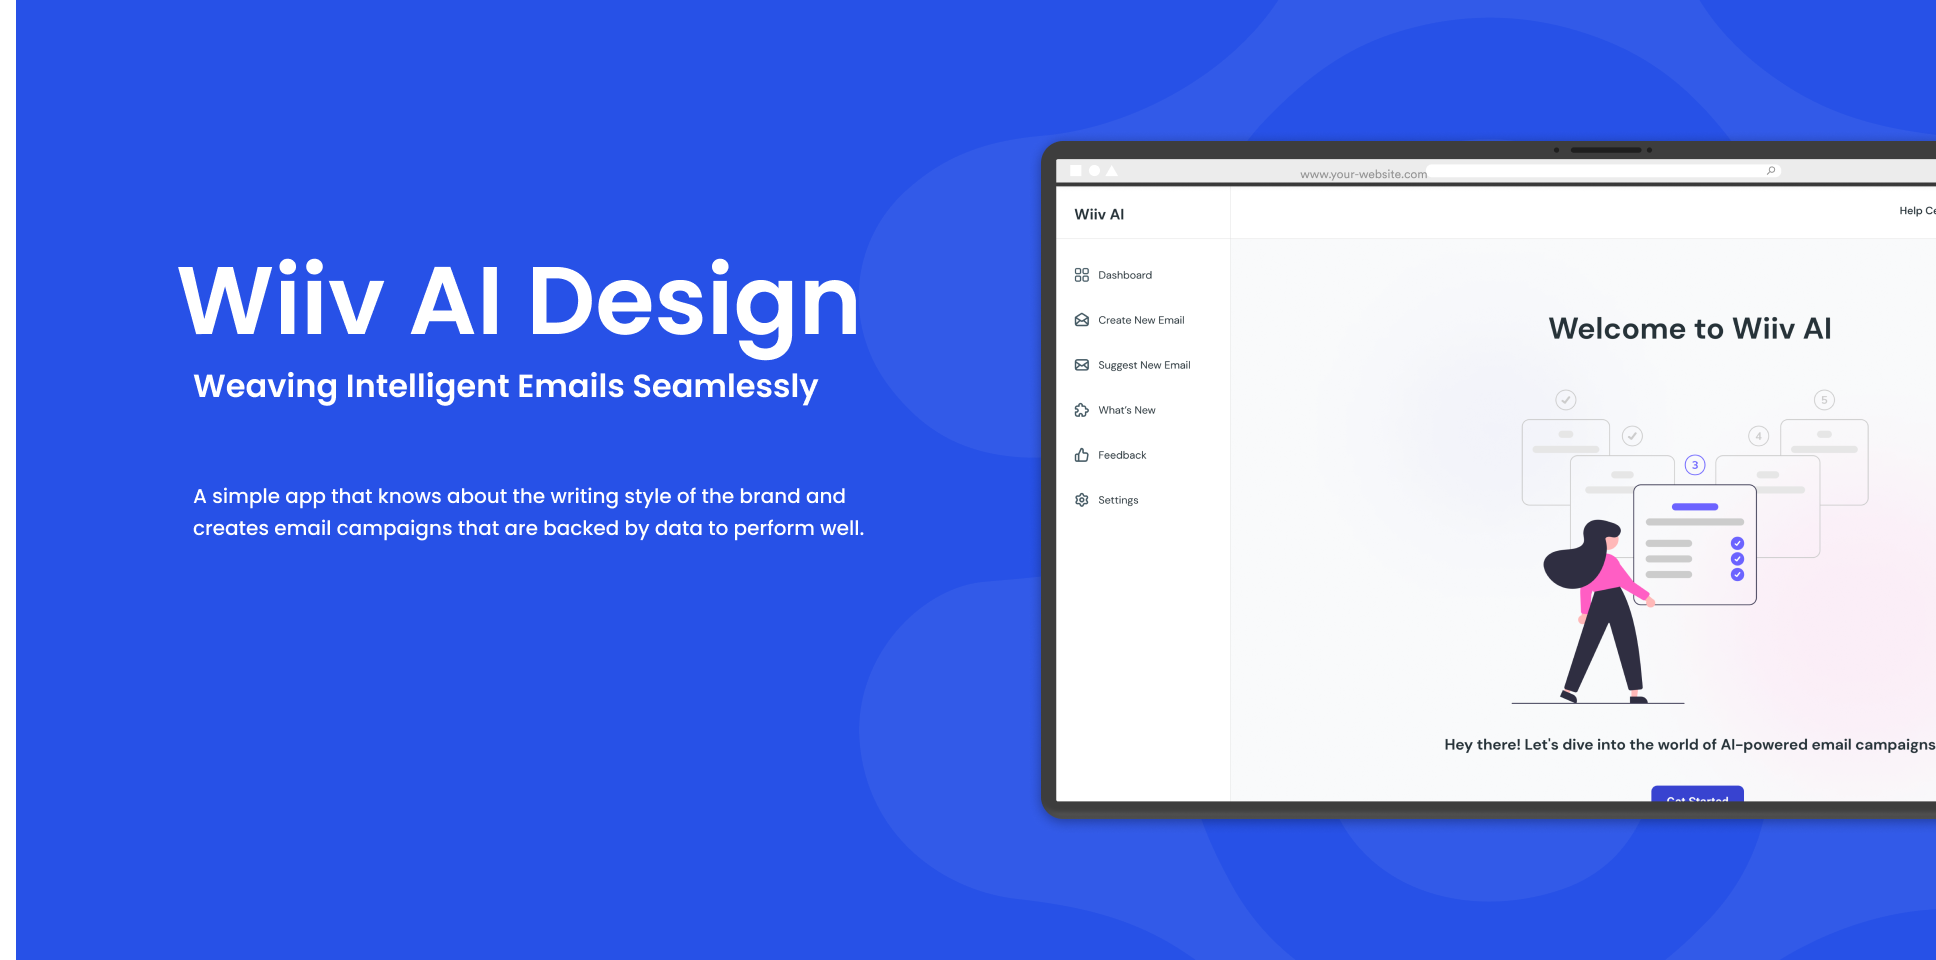 Wiiv AI Design
Weaving Intelligent Emails Seamlessly
A simple app that knows about the writing style of the brand and
creates email campaigns that are backed by data to perform well.
www.your-website.com
Wiiv AI
Help Ce
Dashboard
Create New Email
Suggest New Email
What's New
Feedback
Settings
Welcome to Wiiv AI
5
4
3
Hey there! Let's dive into the world of AI-powered email campaigns
Get Started